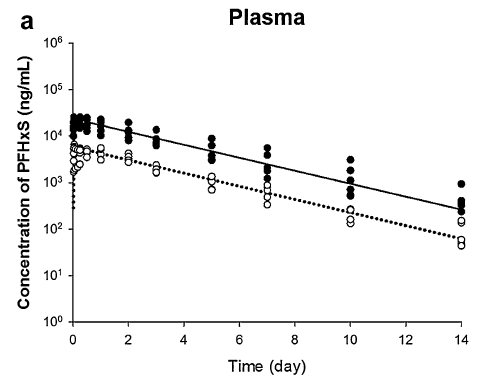 a
Plasma
Concentration of PFHxS (ng/mL)
10⁶
10⁵
10⁴
10³
10²
10¹
10⁰
0 2 4 6 8 10 12 14
Time (day)